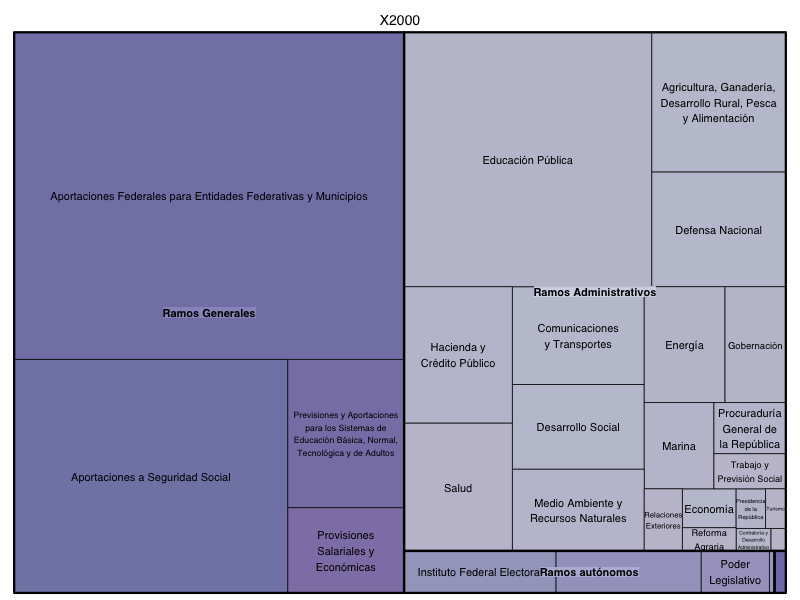 X2000
Aportaciones Federales para Entidades Federativas y Municipios
Ramos Generales
Aportaciones a Seguridad Social
Previsiones y Aportaciones
para los Sistemas de
Educación Básica, Normal,
Tecnológica y de Adultos
Provisiones
Salariales y
Económicas
Educación Pública
Agricultura, Ganadería,
Desarrollo Rural, Pesca
y Alimentación
Defensa Nacional
Ramos Administrativos
Hacienda y
Crédito Público
Salud
Comunicaciones
y Transportes
Desarrollo Social
Medio Ambiente y
Recursos Naturales
Energía
Gobernación
Marina
Procuraduría
General de
la República
Trabajo y
Previsión Social
Relaciones
Exteriores
Economía
Presidencia
de la
República
Turismo
Reforma
Agraria
Contraloría y
Desarrollo
Administrativo
Instituto Federal Electora
Ramos autónomos
Poder
Legislativo